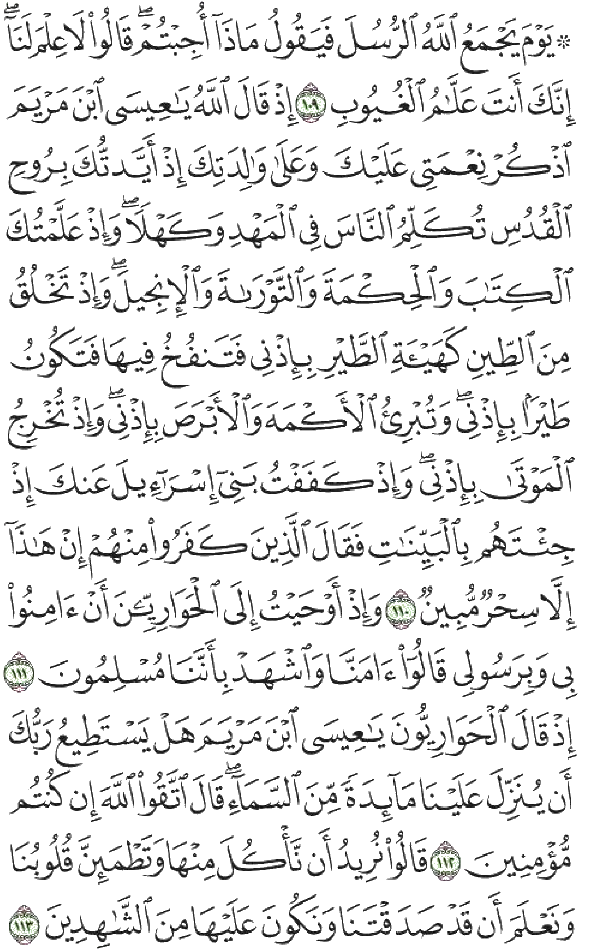 ۞ يَوْمَ يَجْمَعُ ٱللَّهُ ٱلرُّسُلَ فَيَقُولُ مَاذَآ أُجِبْتُمْۖ قَالُوا۟ لَا عِلْمَ لَنَآۖ
إِنَّكَ أَنتَ عَلَّٰمُ ٱلْغُيُوبِ ١٠٩ إِذْ قَالَ ٱللَّهُ يَٰعِيسَى ٱبْنَ مَرْيَمَ
ٱذْكُرْ نِعْمَتِى عَلَيْكَ وَعَلَىٰ وَٰلِدَتِكَ إِذْ أَيَّدتُّكَ بِرُوحِ
ٱلْقُدُسِ تُكَلِّمُ ٱلنَّاسَ فِى ٱلْمَهْدِ وَكَهْلًاۖ وَإِذْ عَلَّمْتُكَ
ٱلْكِتَٰبَ وَٱلْحِكْمَةَ وَٱلتَّوْرَىٰةَ وَٱلْإِنجِيلَۖ وَإِذْ تَخْلُقُ
مِنَ ٱلطِّينِ كَهَيْـَٔةِ ٱلطَّيْرِ بِإِذْنِى فَتَنفُخُ فِيهَا فَتَكُونُ
طَيْرًۢا بِإِذْنِىۖ وَتُبْرِئُ ٱلْأَكْمَهَ وَٱلْأَبْرَصَ بِإِذْنِىۖ وَإِذْ تُخْرِجُ
ٱلْمَوْتَىٰ بِإِذْنِىۖ وَإِذْ كَفَفْتُ بَنِىٓ إِسْرَٰٓءِيلَ عَنكَ إِذْ
جِئْتَهُم بِٱلْبَيِّنَٰتِ فَقَالَ ٱلَّذِينَ كَفَرُوا۟ مِنْهُمْ إِنْ هَٰذَآ
إِلَّا سِحْرٌ مُّبِينٌ ١١٠ وَإِذْ أَوْحَيْتُ إِلَى ٱلْحَوَارِيِّـۧنَ أَنْ ءَامِنُوا۟
بِى وَبِرَسُولِى قَالُوٓا۟ ءَامَنَّا وَٱشْهَدْ بِأَنَّنَا مُسْلِمُونَ ١١١
إِذْ قَالَ ٱلْحَوَارِيُّونَ يَٰعِيسَى ٱبْنَ مَرْيَمَ هَلْ يَسْتَطِيعُ رَبُّكَ
أَن يُنَزِّلَ عَلَيْنَا مَآئِدَةً مِّنَ ٱلسَّمَآءِۖ قَالَ ٱتَّقُوا۟ ٱللَّهَ إِن كُنتُم
مُّؤْمِنِينَ ١١٢ قَالُوا۟ نُرِيدُ أَن نَّأْكُلَ مِنْهَا وَتَطْمَئِنَّ قُلُوبُنَا
وَنَعْلَمَ أَن قَدْ صَدَقْتَنَا وَنَكُونَ عَلَيْهَا مِنَ ٱلشَّٰهِدِينَ ١١٣